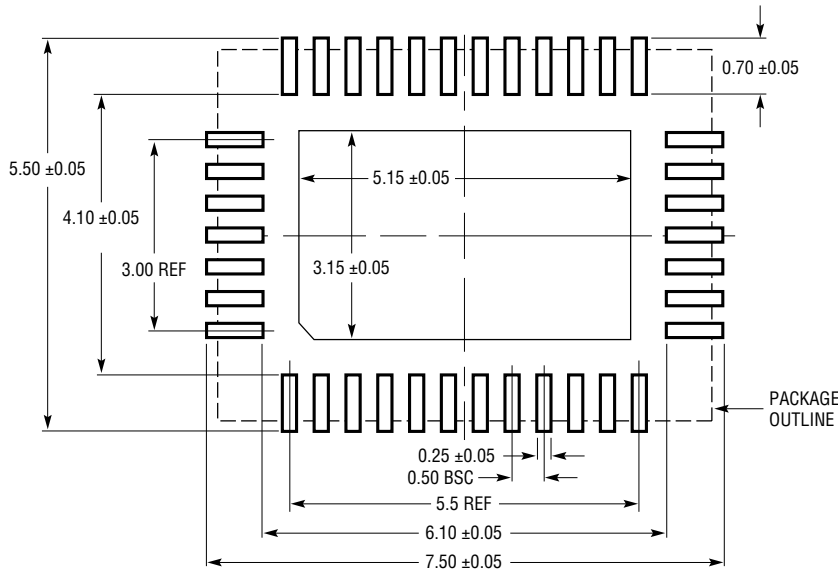 0.70 ±0.05
5.50 ±0.05
5.15 ±0.05
4.10 ±0.05
3.00 REF
3.15 ±0.05
PACKAGE
OUTLINE
0.25 ±0.05
0.50 BSC
5.5 REF
6.10 ±0.05
7.50 ±0.05